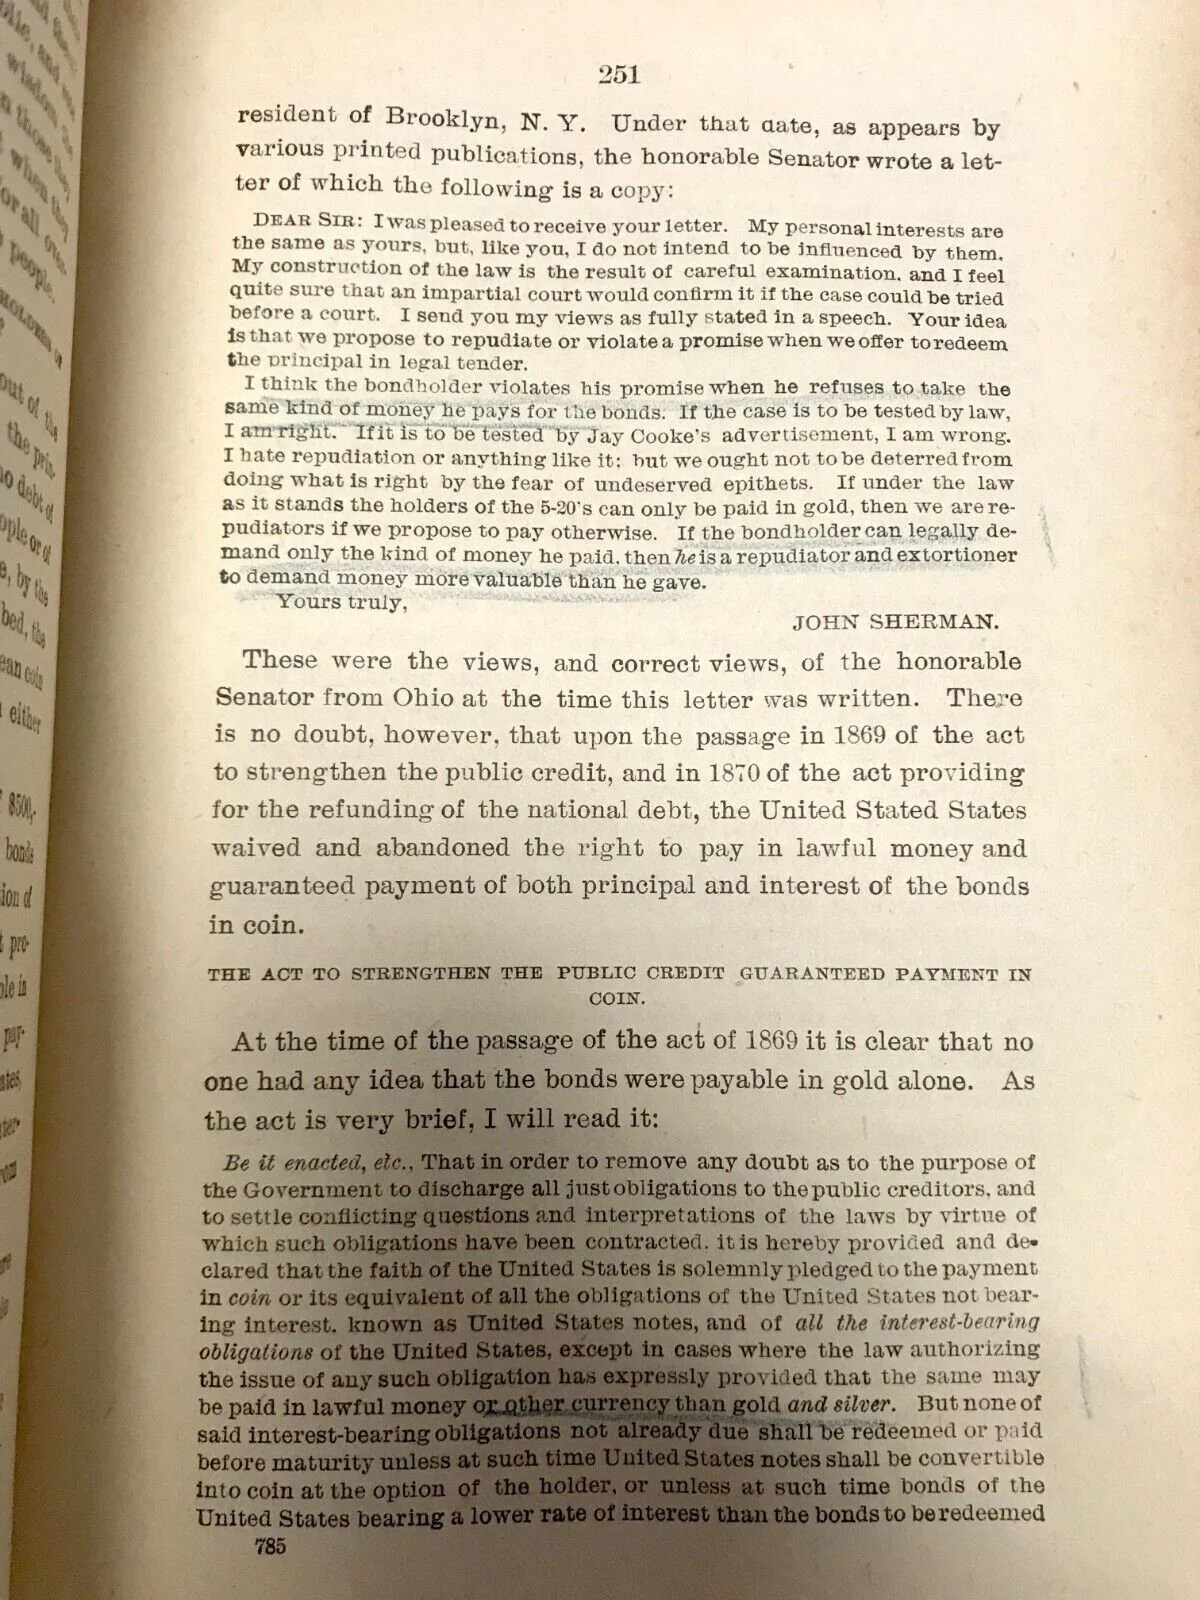 251
resident of Brooklyn, N. Y. Under that date, as appears by
various printed publications, the honorable Senator wrote a let-
ter of which the following is a copy:
DEAR SIR: I was pleased to receive your letter. My personal interests are
the same as yours, but, like you, I do not intend to be influenced by them.
My construction of the law is the result of careful examination, and I feel
quite sure that an impartial court would confirm it if the case could be tried
before a court. I send you my views as fully stated in a speech. Your idea
is that we propose to repudiate or violate a promise when we offer to redeem
the principal in legal tender.
I think the bondholder violates his promise when he refuses to take the
same kind of money he pays for the bonds. If the case is to be tested by law,
I am right. If it is to be tested by Jay Cooke's advertisement, I am wrong.
I hate repudiation or anything like it; but we ought not to be deterred from
doing what is right by the fear of undeserved epithets. If under the law
as it stands the holders of the 5-20's can only be paid in gold, then we are re-
pudiators if we propose to pay otherwise. If the bondholder can legally de-
mand only the kind of money he paid, then he is a repudiator and extortioner
to demand money more valuable than he gave.
Yours truly,
JOHN SHERMAN.
These were the views, and correct views, of the honorable
Senator from Ohio at the time this letter was written. There
is no doubt, however, that upon the passage in 1869 of the act
to strengthen the public credit, and in 1870 of the act providing
for the refunding of the national debt, the United Stated States
waived and abandoned the right to pay in lawful money and
guaranteed payment of both principal and interest of the bonds
in coin.
THE ACT TO STRENGTHEN THE PUBLIC CREDIT GUARANTEED PAYMENT IN
COIN.
At the time of the passage of the act of 1869 it is clear that no
one had any idea that the bonds were payable in gold alone. As
the act is very brief, I will read it:
Be it enacted, etc., That in order to remove any doubt as to the purpose of
the Government to discharge all just obligations to the public creditors, and
to settle conflicting questions and interpretations of the laws by virtue of
which such obligations have been contracted, it is hereby provided and de-
clared that the faith of the United States is solemnly pledged to the payment
in coin or its equivalent of all the obligations of the United States not bear-
ing interest, known as United States notes, and of all the interest-bearing
obligations of the United States, except in cases where the law authorizing
the issue of any such obligation has expressly provided that the same may
be paid in lawful money or other currency than gold and silver. But none of
said interest-bearing obligations not already due shall be redeemed or paid
before maturity unless at such time United States notes shall be convertible
into coin at the option of the holder, or unless at such time bonds of the
United States bearing a lower rate of interest than the bonds to be redeemed
785